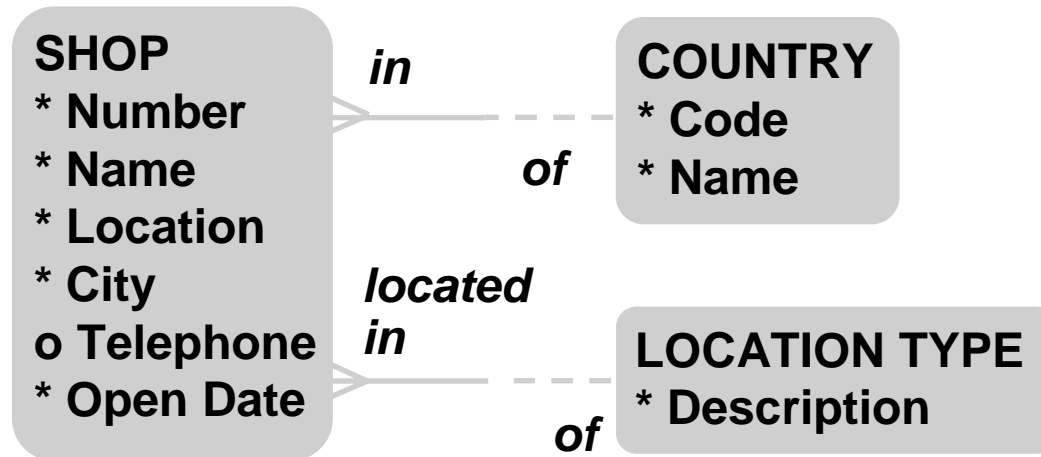 SHOP
* Number
* Name
* Location
* City
o Telephone
* Open Date
in
of
COUNTRY
* Code
* Name
located
in
of
LOCATION TYPE
* Description